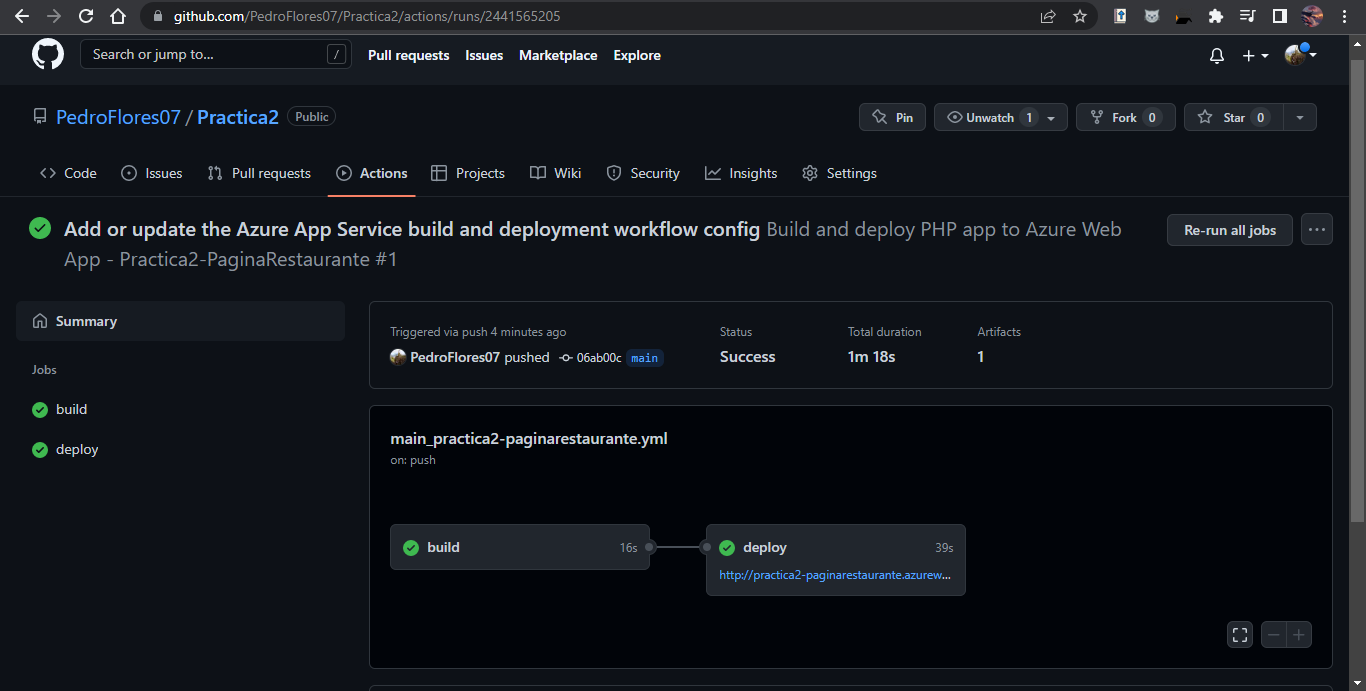 github.com/PedroFlores07/Practica2/actions/runs/2441565205
Search or jump to... / Pull requests Issues Marketplace Explore
PedroFlores07 / Practica2 Public Pin Unwatch 1 Fork 0 Star 0
Code Issues Pull requests Actions Projects Wiki Security Insights Settings
Add or update the Azure App Service build and deployment workflow config Build and deploy PHP app to Azure Web
App - Practica2-PaginaRestaurante #1
Re-run all jobs
Summary
Jobs
build
deploy
Triggered via push 4 minutes ago Status Total duration Artifacts
PedroFlores07 pushed 06ab00c main Success 1m 18s 1
main_practica2-paginarestaurante.yml
on: push
build 16s
deploy 39s
http://practica2-paginarestaurante.azurew...